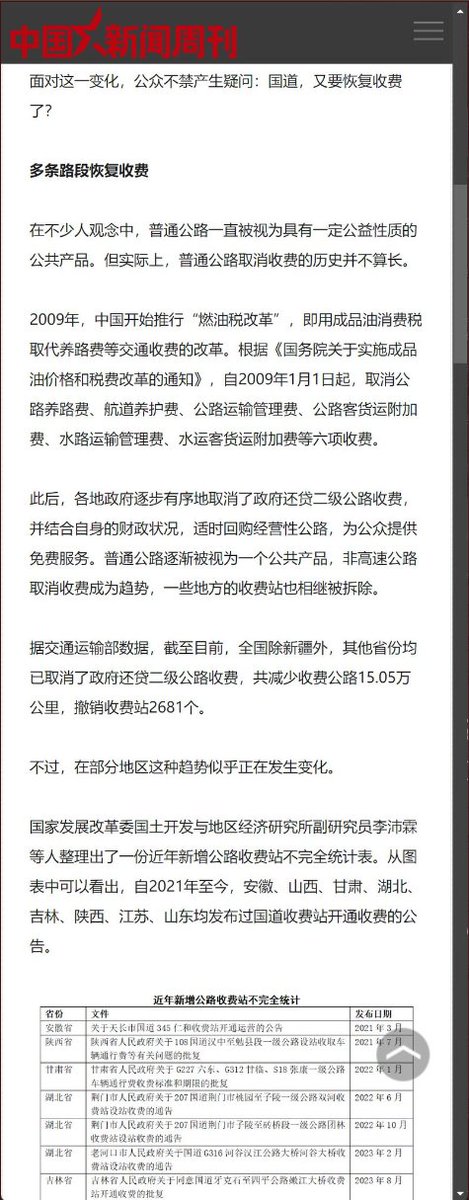 中国新闻周刊
面对这一变化，公众不禁产生疑问：国道，又要恢复收费
了？
多条路段恢复收费
在不少人观念中，普通公路一直被视为具有一定公益性质的
公共产品。但实际上，普通公路取消收费的历史并不算长。
2009年，中国开始推行“燃油税改革”，即用成品油消费税
取代养路费等交通收费的改革。根据《国务院关于实施成品
油价格和税费改革的通知》，自2009年1月1日起，取消公
路养路费、航道养护费、公路运输管理费、公路客货运附加
费、水路运输管理费、水运客货运附加费等六项收费。
此后，各地政府逐步有序地取消了政府还贷二级公路收费，
并结合自身的财政状况，适时回购经营性公路，为公众提供
免费服务。普通公路逐渐被视为一个公共产品，非高速公路
取消收费成为趋势，一些地方的收费站也相继被拆除。
据交通运输部数据，截至目前，全国除新疆外，其他省份均
已取消了政府还贷二级公路收费，共减少收费公路15.05万
公里，撤销收费站2681个。
不过，在部分地区这种趋势似乎正在发生变化。
国家发展改革委国土开发与地区经济研究所副研究员李沛霖
等人整理出了一份近年新增公路收费站不完全统计表。从图
表中可以看出，自2021年至今，安徽、山西、甘肃、湖北、
吉林、陕西、江苏、山东均发布过国道收费站开通收费的公
告。
近年新增公路收费站不完全统计
省份 文件 发布日期
安徽省 关于天长市国道 345 仁和收费站开通运营的公告 2021 年 3 月
陕西省 陕西省人民政府关于 108 国道汉中至勉县段一级公路设站收取车 2021 年 7 月
辆通行费等有关问题的批复
甘肃省 甘肃省人民政府关于 G227 六东、G312 甘临、S18 张康一级公路 2022 年 1 月
车辆通行费收费标准和期限的批复
湖北省 荆门市人民政府关于 207 国道荆门市桃园至子陵一级公路双河收 2022 年 6 月
费站设站收费的通告
湖北省 荆门市人民政府关于 207 国道荆门市子陵至砖桥段一级公路团林 2022 年 10 月
收费站设站收费的通告
湖北省 老河口市人民政府关于国道 G316 河谷汉江公路大桥河谷大桥收费 2023 年 2 月
站设站收费的通告
吉林省 吉林省人民政府关于同意国道牙克石至四平公路嫩江大桥收费 2023 年 8 月
站开通收费的批复